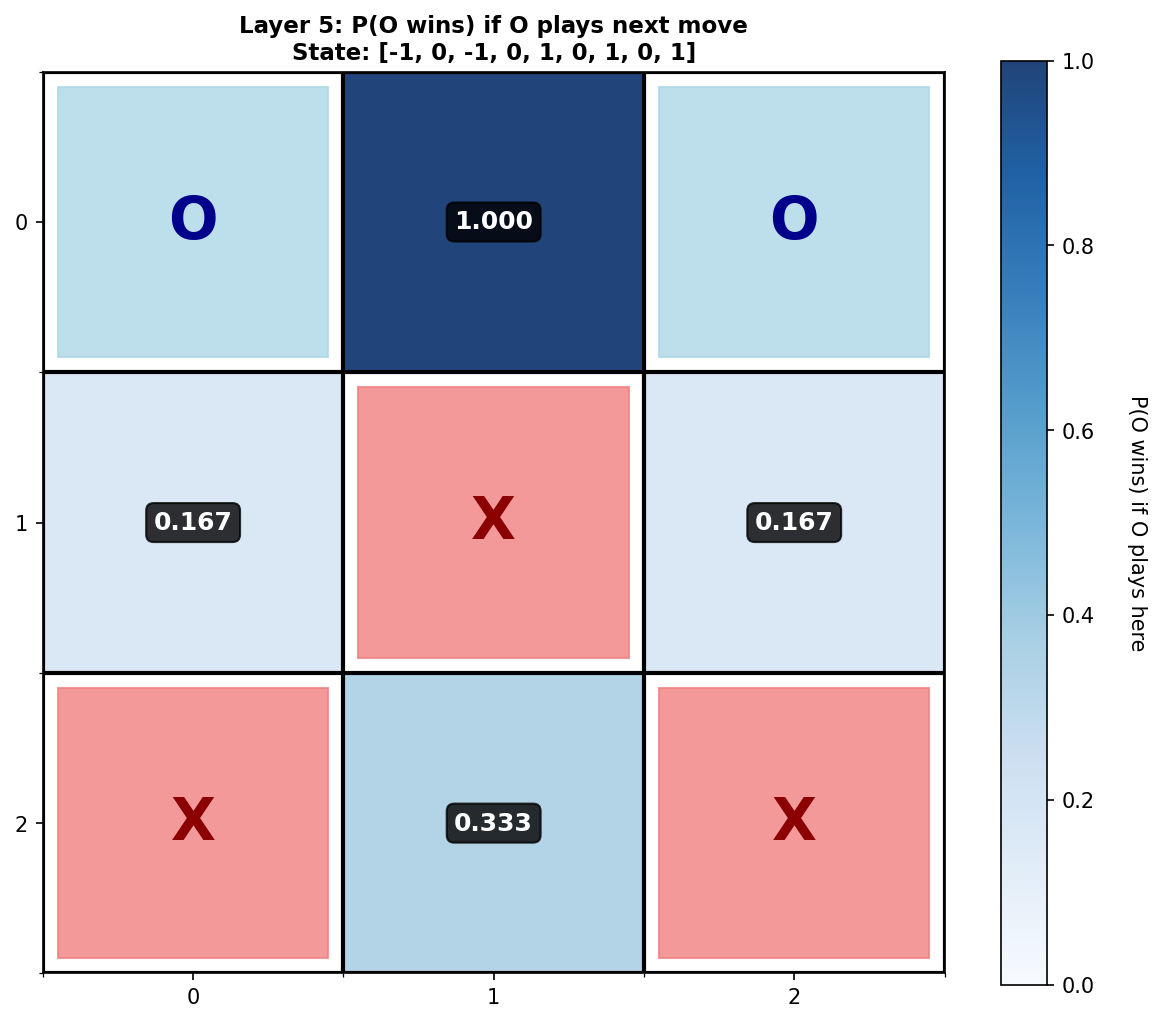 Layer 5: P(O wins) if O plays next move
State: [-1, 0, -1, 0, 1, 0, 1, 0, 1]
0
O
1.000
O
1
0.167
X
0.167
2
X
0.333
X
0
1
2
1.0
0.8
0.6
0.4
0.2
0.0
P(O wins) if O plays here